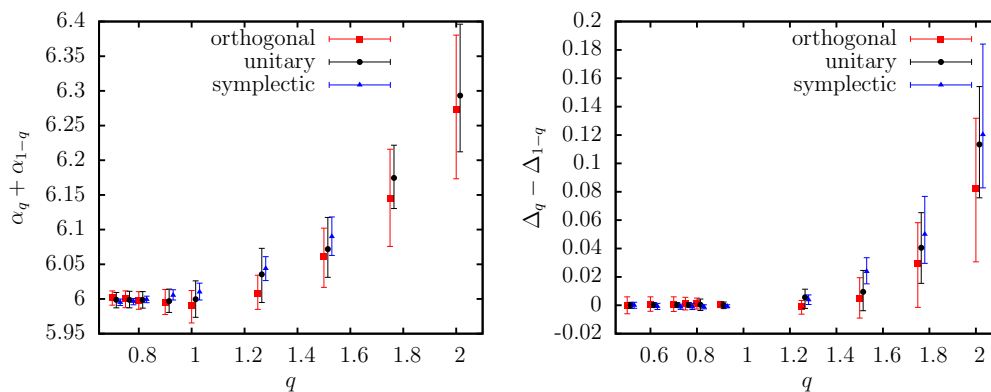 6.4
6.35
6.3
6.25
6.2
6.15
6.1
6.05
6
5.95
α_q + α_{1−q}
orthogonal
unitary
symplectic
0.8 1 1.2 1.4 1.6 1.8 2
q
0.2
0.18
0.16
0.14
0.12
0.1
0.08
0.06
0.04
0.02
0
-0.02
Δ_q − Δ_{1−q}
orthogonal
unitary
symplectic
0.6 0.8 1 1.2 1.4 1.6 1.8 2
q